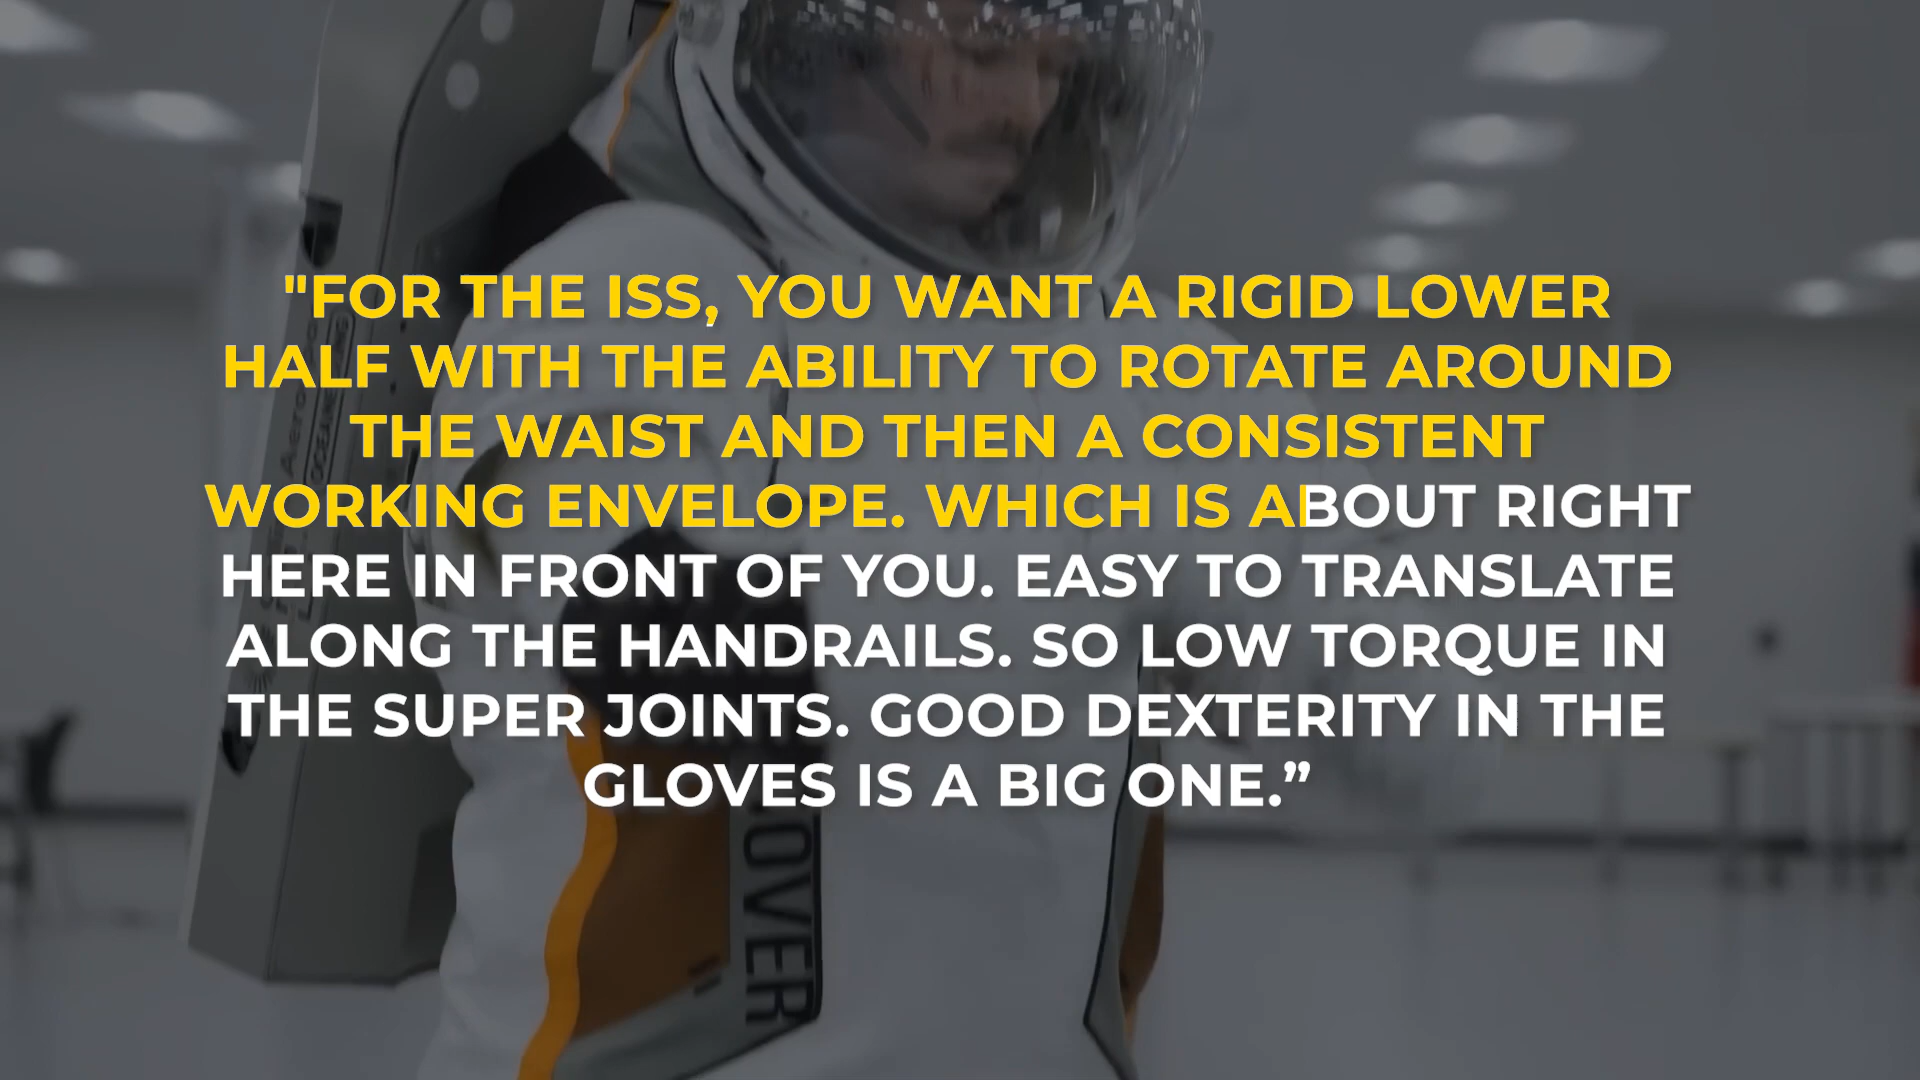 "FOR THE ISS, YOU WANT A RIGID LOWER
HALF WITH THE ABILITY TO ROTATE AROUND
THE WAIST AND THEN A CONSISTENT
WORKING ENVELOPE. WHICH IS ABOUT RIGHT
HERE IN FRONT OF YOU. EASY TO TRANSLATE
ALONG THE HANDRAILS. SO LOW TORQUE IN
THE SUPER JOINTS. GOOD DEXTERITY IN THE
GLOVES IS A BIG ONE.”
OVER